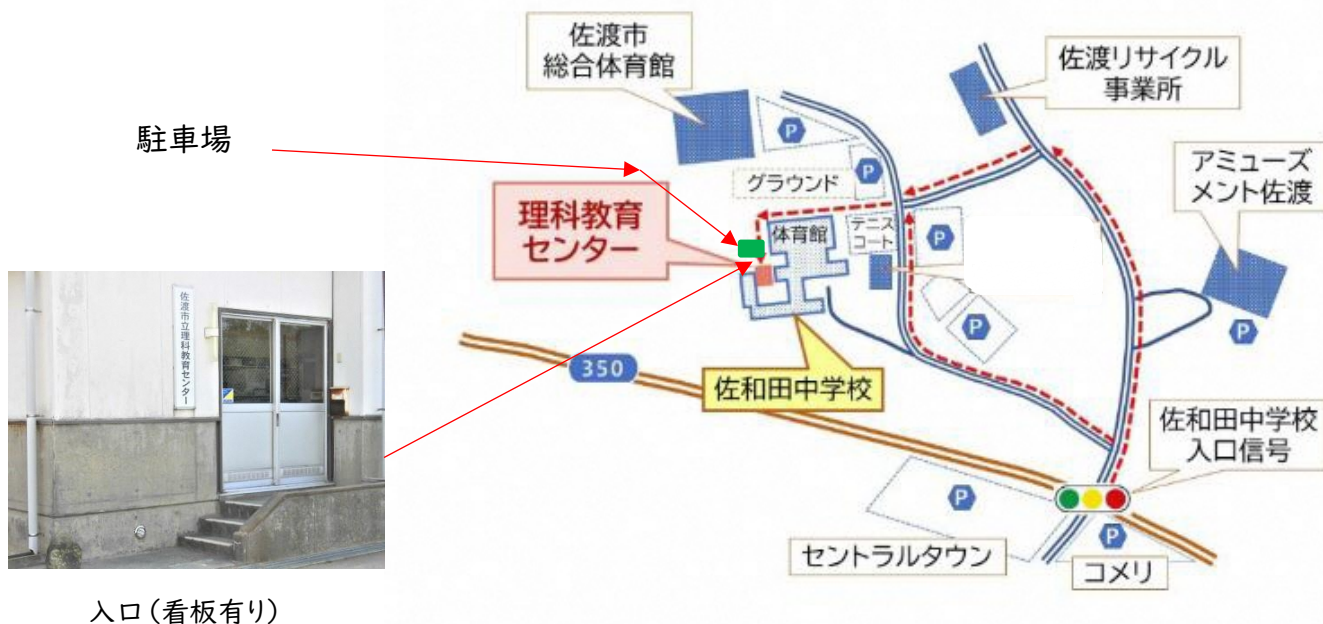 佐渡市
総合体育館
佐渡リサイクル
事業所
駐車場
P
アミューズ
メント佐渡
P
グラウンド
理科教育
センター
体育館
テニス
コート
P
佐渡市立理科教育センター
P
P
350
佐和田中学校
佐和田中学校
入口信号
P
P
セントラルタウン
コメリ
入口(看板有り)